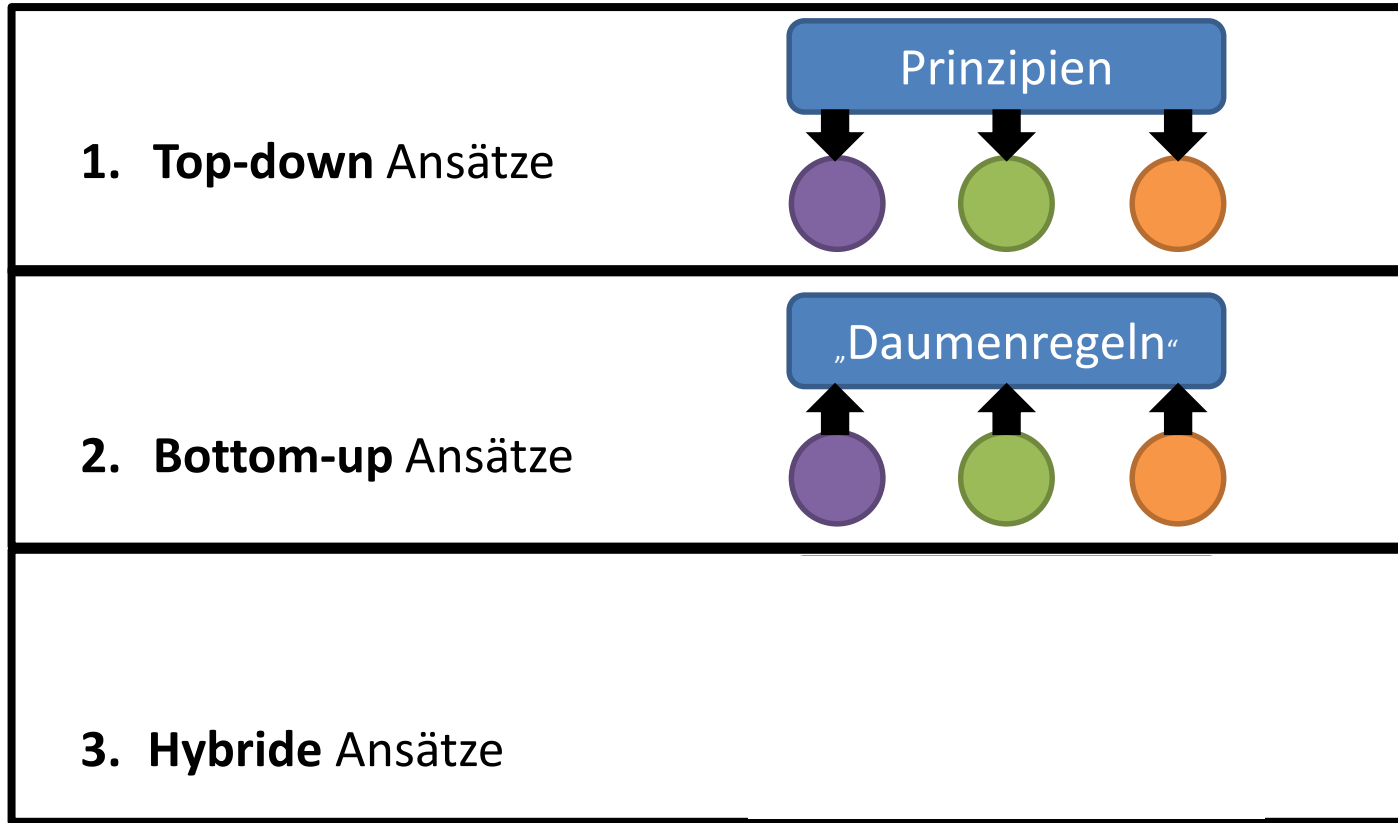 Prinzipien
1. Top-down Ansätze
„Daumenregeln“
2. Bottom-up Ansätze
3. Hybride Ansätze